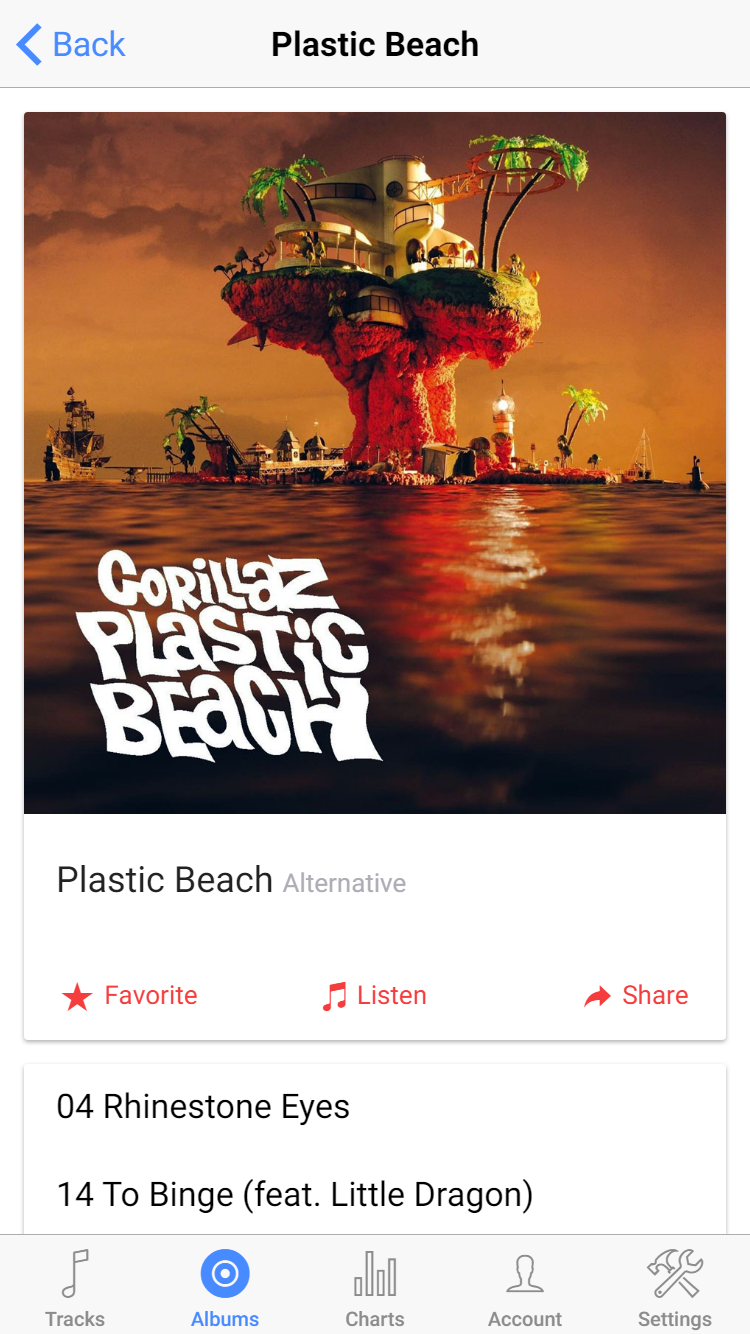 Back
Plastic Beach
GORILLAZ
PLASTIC
BEACH
Plastic Beach Alternative
Favorite
Listen
Share
04 Rhinestone Eyes
14 To Binge (feat. Little Dragon)
Tracks
Albums
Charts
Account
Settings